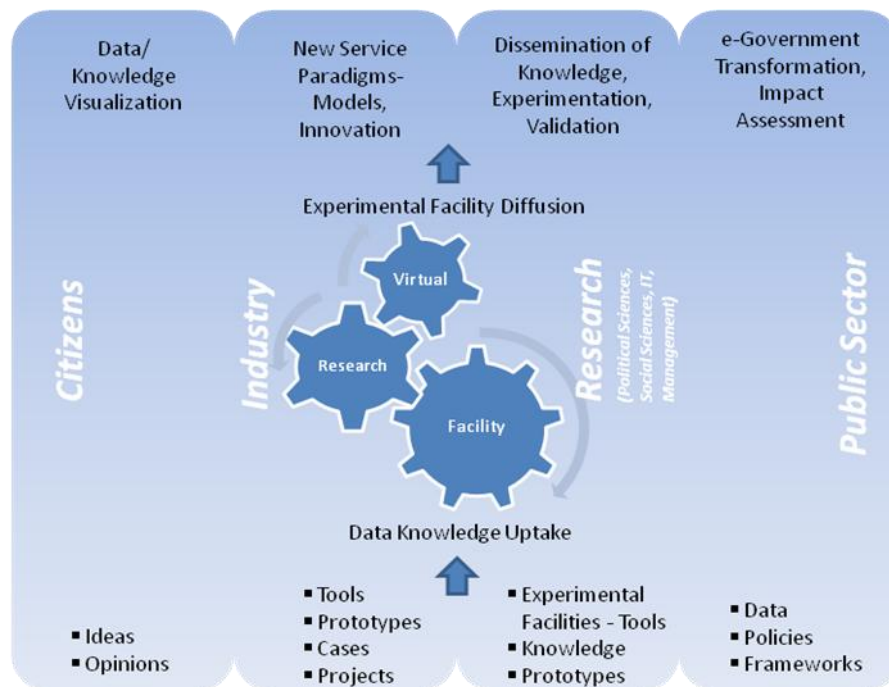 Data/
Knowledge
Visualization
New Service
Paradigms-
Models,
Innovation
Dissemination of
Knowledge,
Experimentation,
Validation
e-Government
Transformation,
Impact
Assessment
Experimental Facility Diffusion
Virtual
Research
Facility
Citizens
Industry
Research
(Political Sciences,
Social Sciences, IT,
Management)
Public Sector
Data Knowledge Uptake
▪ Ideas
▪ Opinions
▪ Tools
▪ Prototypes
▪ Cases
▪ Projects
▪ Experimental
Facilities - Tools
▪ Knowledge
▪ Prototypes
▪ Data
▪ Policies
▪ Frameworks